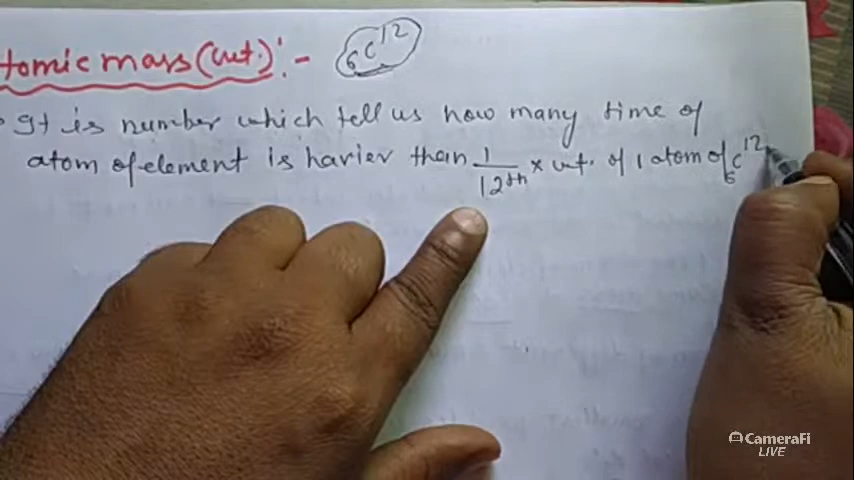 tomic mass (wt.) :- ₆C¹²
It is number which tell us how many time of
atom of element is havier than 1/12th × wt. of 1 atom of ₆C¹²
CameraFi
LIVE